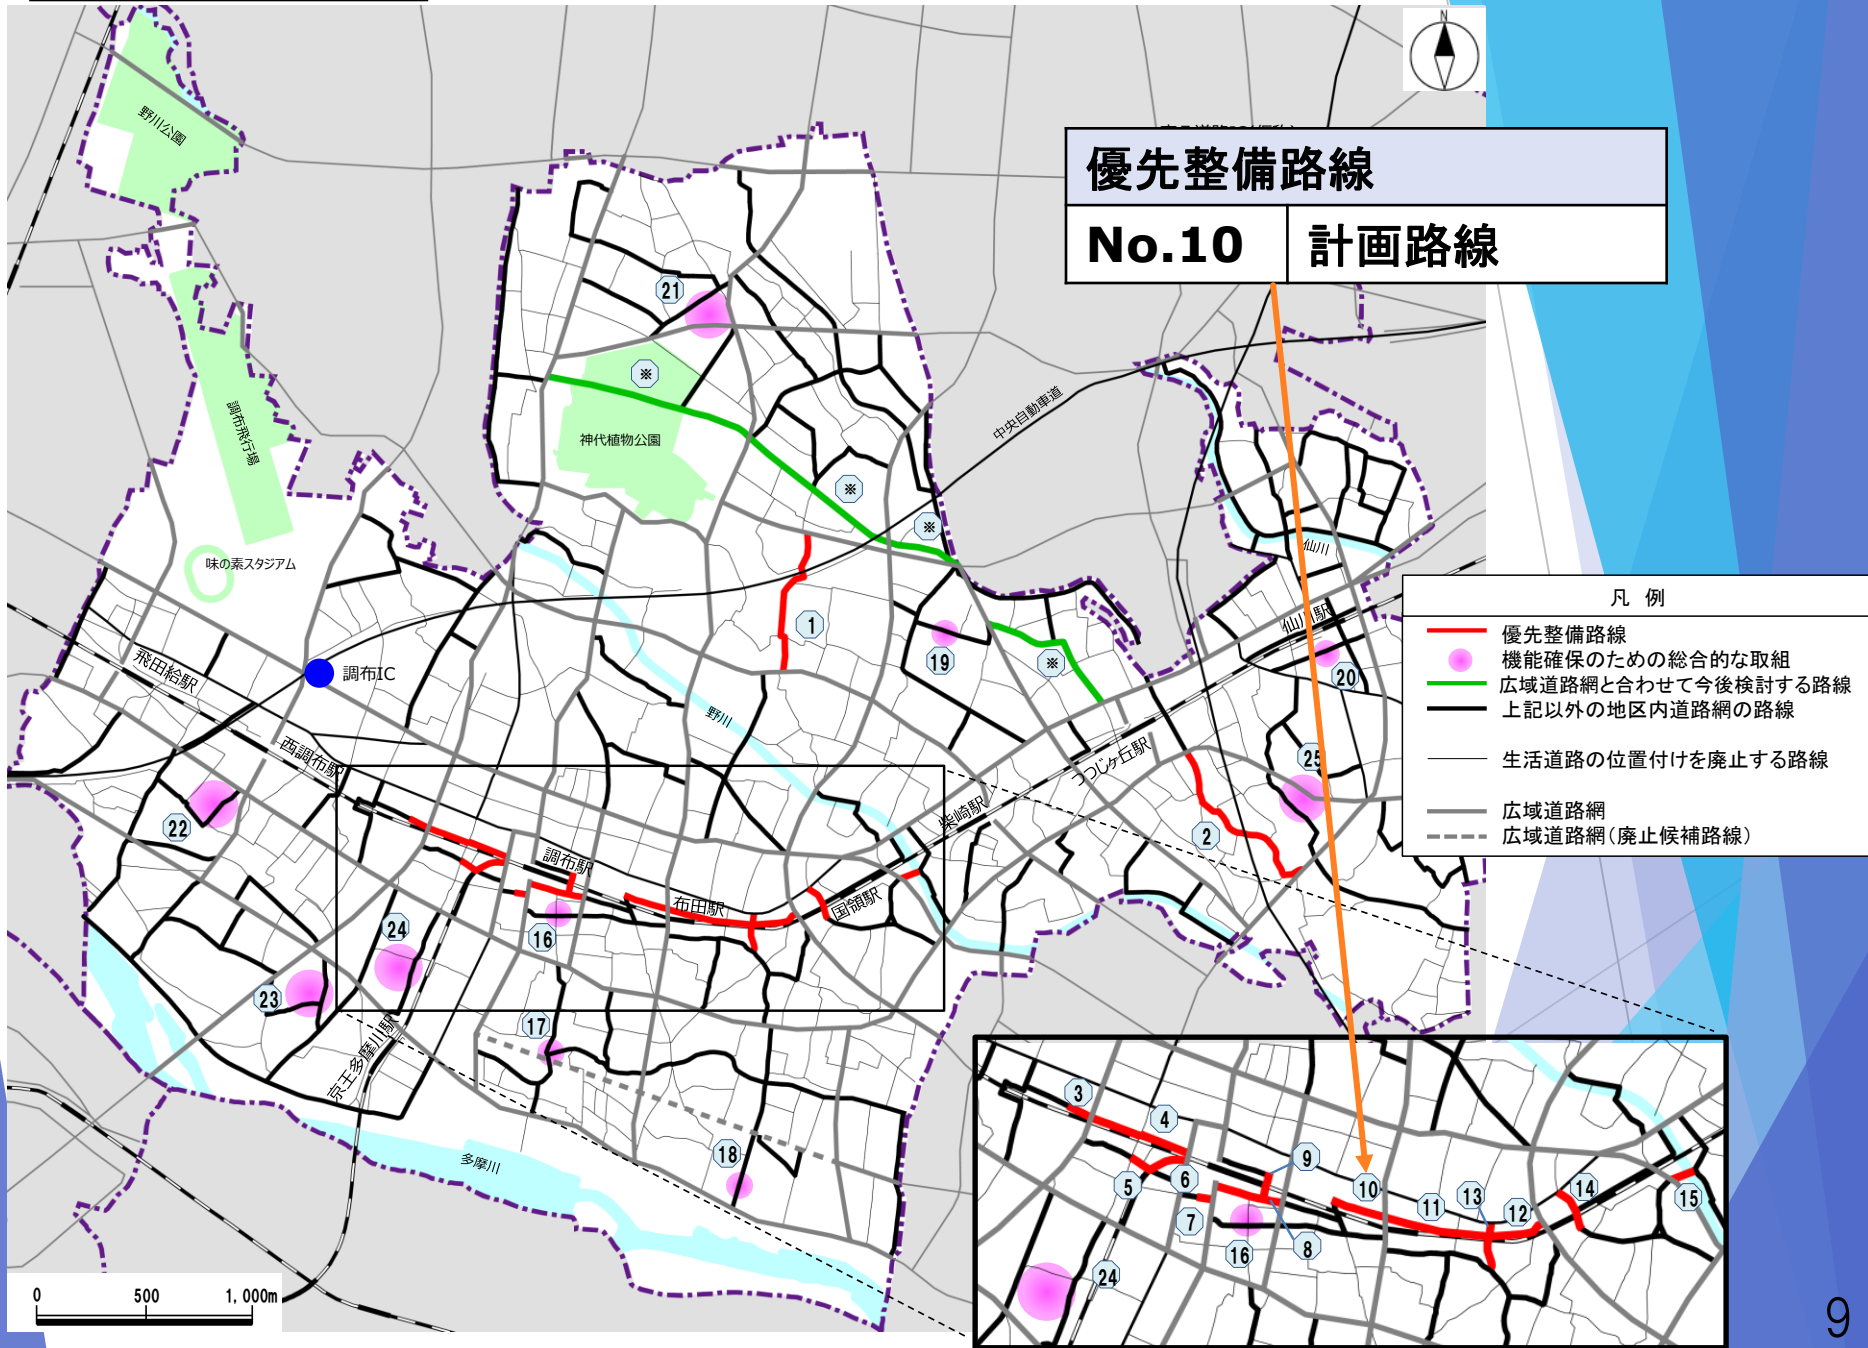 N
優先整備路線
No.10 計画路線
野川公園
21
※
調布飛行場
神代植物公園
中央自動車道
※
※
仙川
味の素スタジアム
凡 例
優先整備路線
機能確保のための総合的な取組
広域道路網と合わせて今後検討する路線
上記以外の地区内道路網の路線
生活道路の位置付けを廃止する路線
広域道路網
広域道路網(廃止候補路線)
1
仙川駅
19
※
20
飛田給駅
調布IC
野川
西調布駅
つつじヶ丘駅
25
22
柴崎駅
2
調布駅
布田駅
国領駅
24
16
23
17
京王多摩川駅
18
多摩川
3
4
9
5
6
10
11
13
12
14
15
7
16
8
24
0 500 1,000m
9